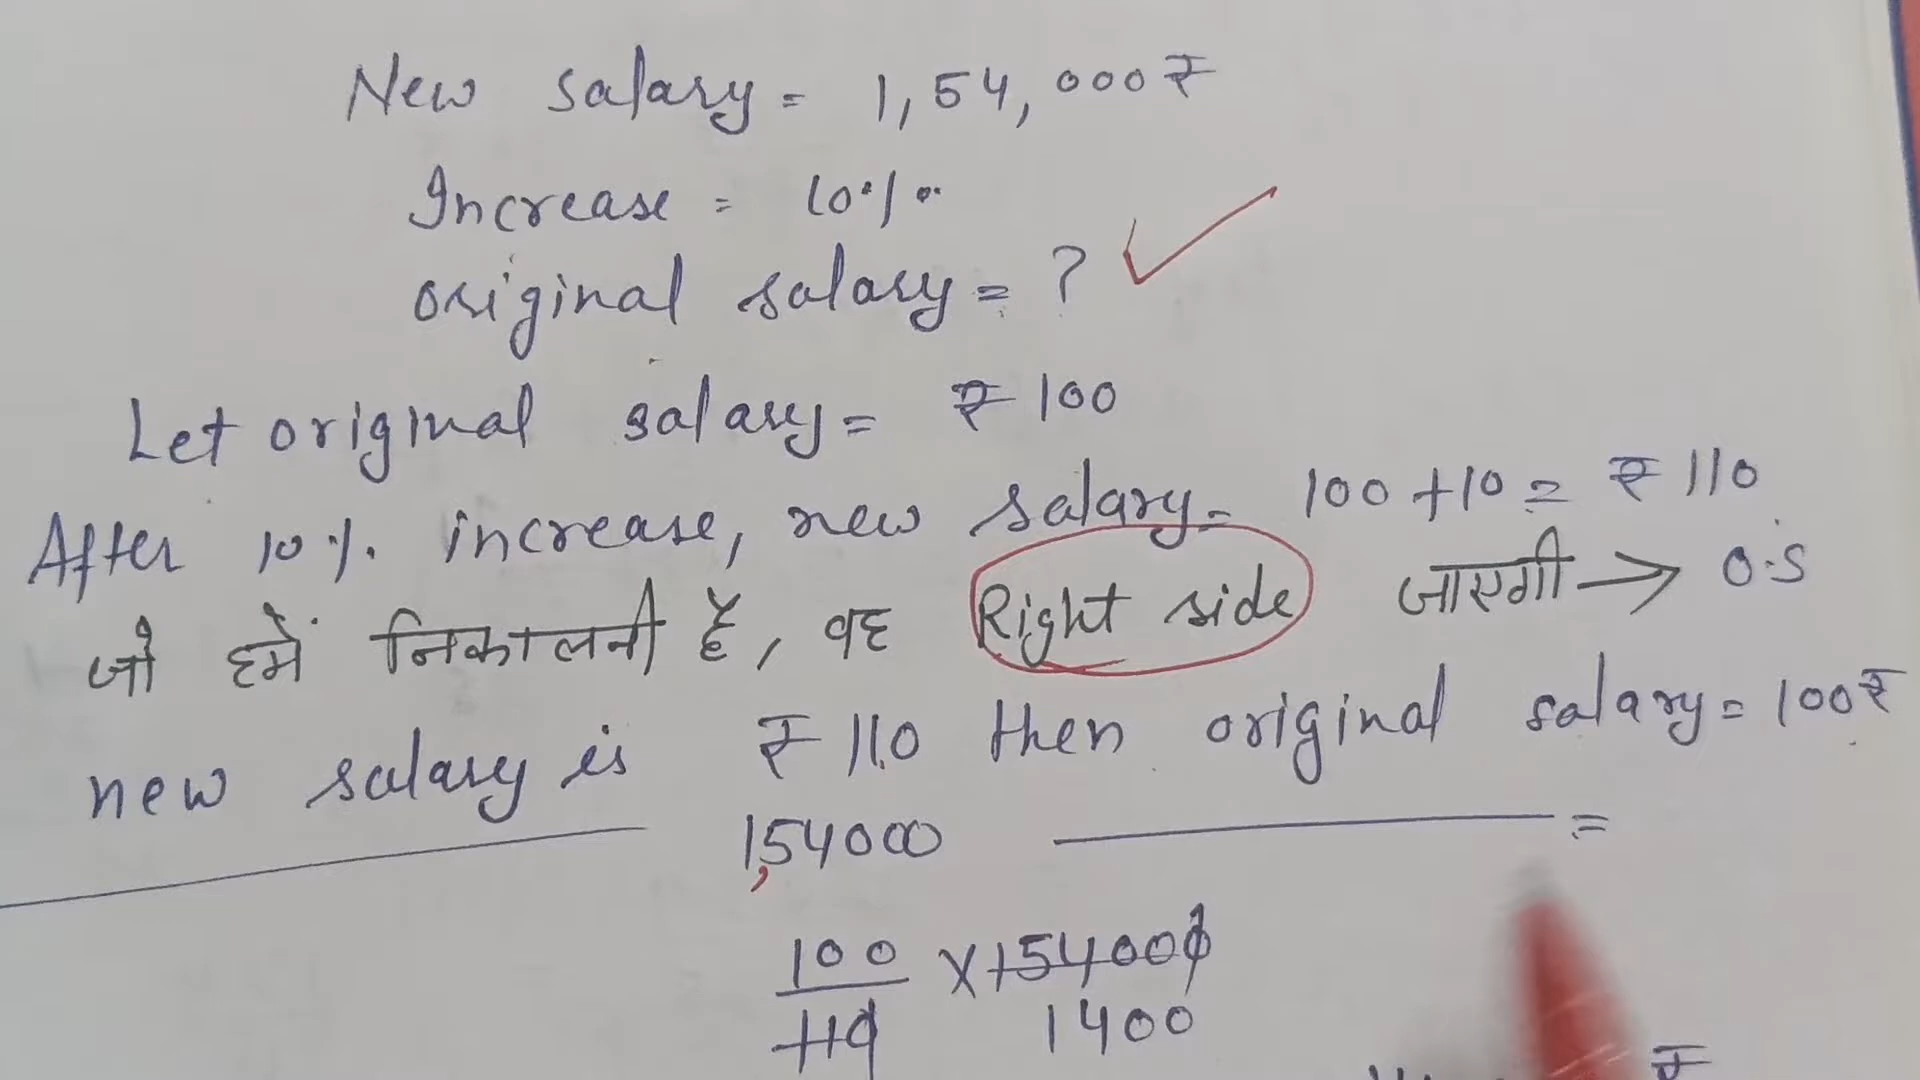 New salary = 1,54,000₹
Increase = 10%
original salary = ?
Let original salary = ₹ 100
After 10% increase, new salary = 100 + 10 = ₹ 110
जो हमें निकालनी है, वह Right side जाएगी → O.S
new salary is ₹ 110 then original salary = 100₹
1,54000 =
100 × 154000
110 1400
₹